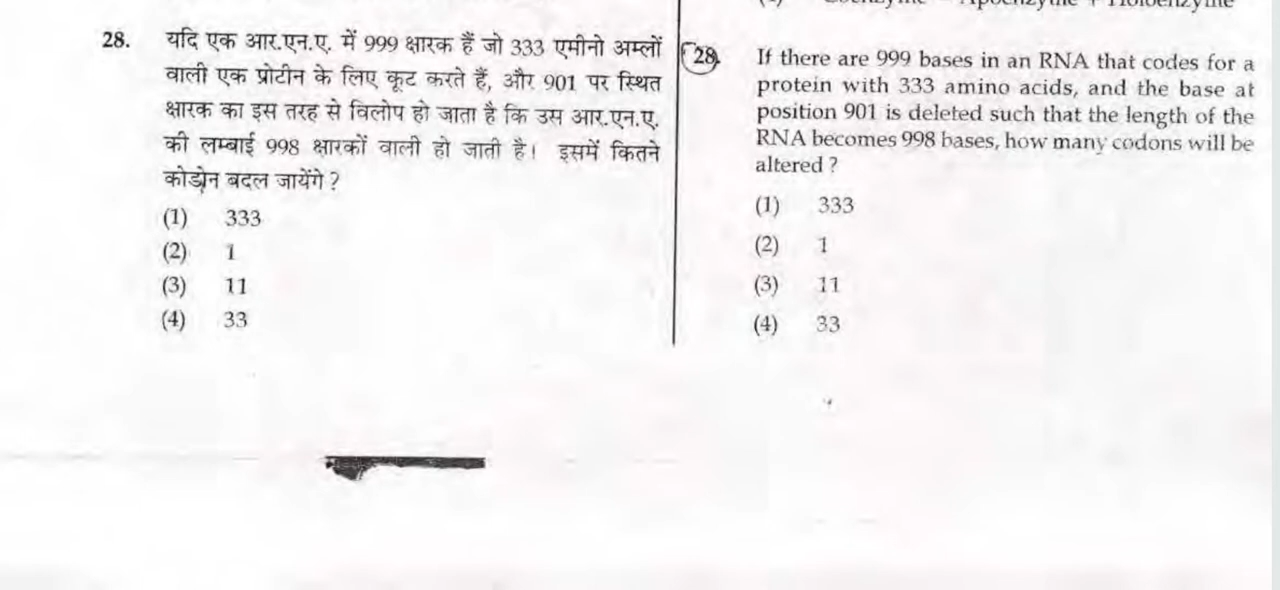 28. यदि एक आर.एन.ए. में 999 क्षारक हैं जो 333 एमीनो अम्लों
वाली एक प्रोटीन के लिए कूट करते हैं, और 901 पर स्थित
क्षारक का इस तरह से विलोप हो जाता है कि उस आर.एन.ए.
की लम्बाई 998 क्षारकों वाली हो जाती है। इसमें कितने
कोडोन बदल जायेंगे ?
(1) 333
(2) 1
(3) 11
(4) 33
28. If there are 999 bases in an RNA that codes for a
protein with 333 amino acids, and the base at
position 901 is deleted such that the length of the
RNA becomes 998 bases, how many codons will be
altered ?
(1) 333
(2) 1
(3) 11
(4) 33